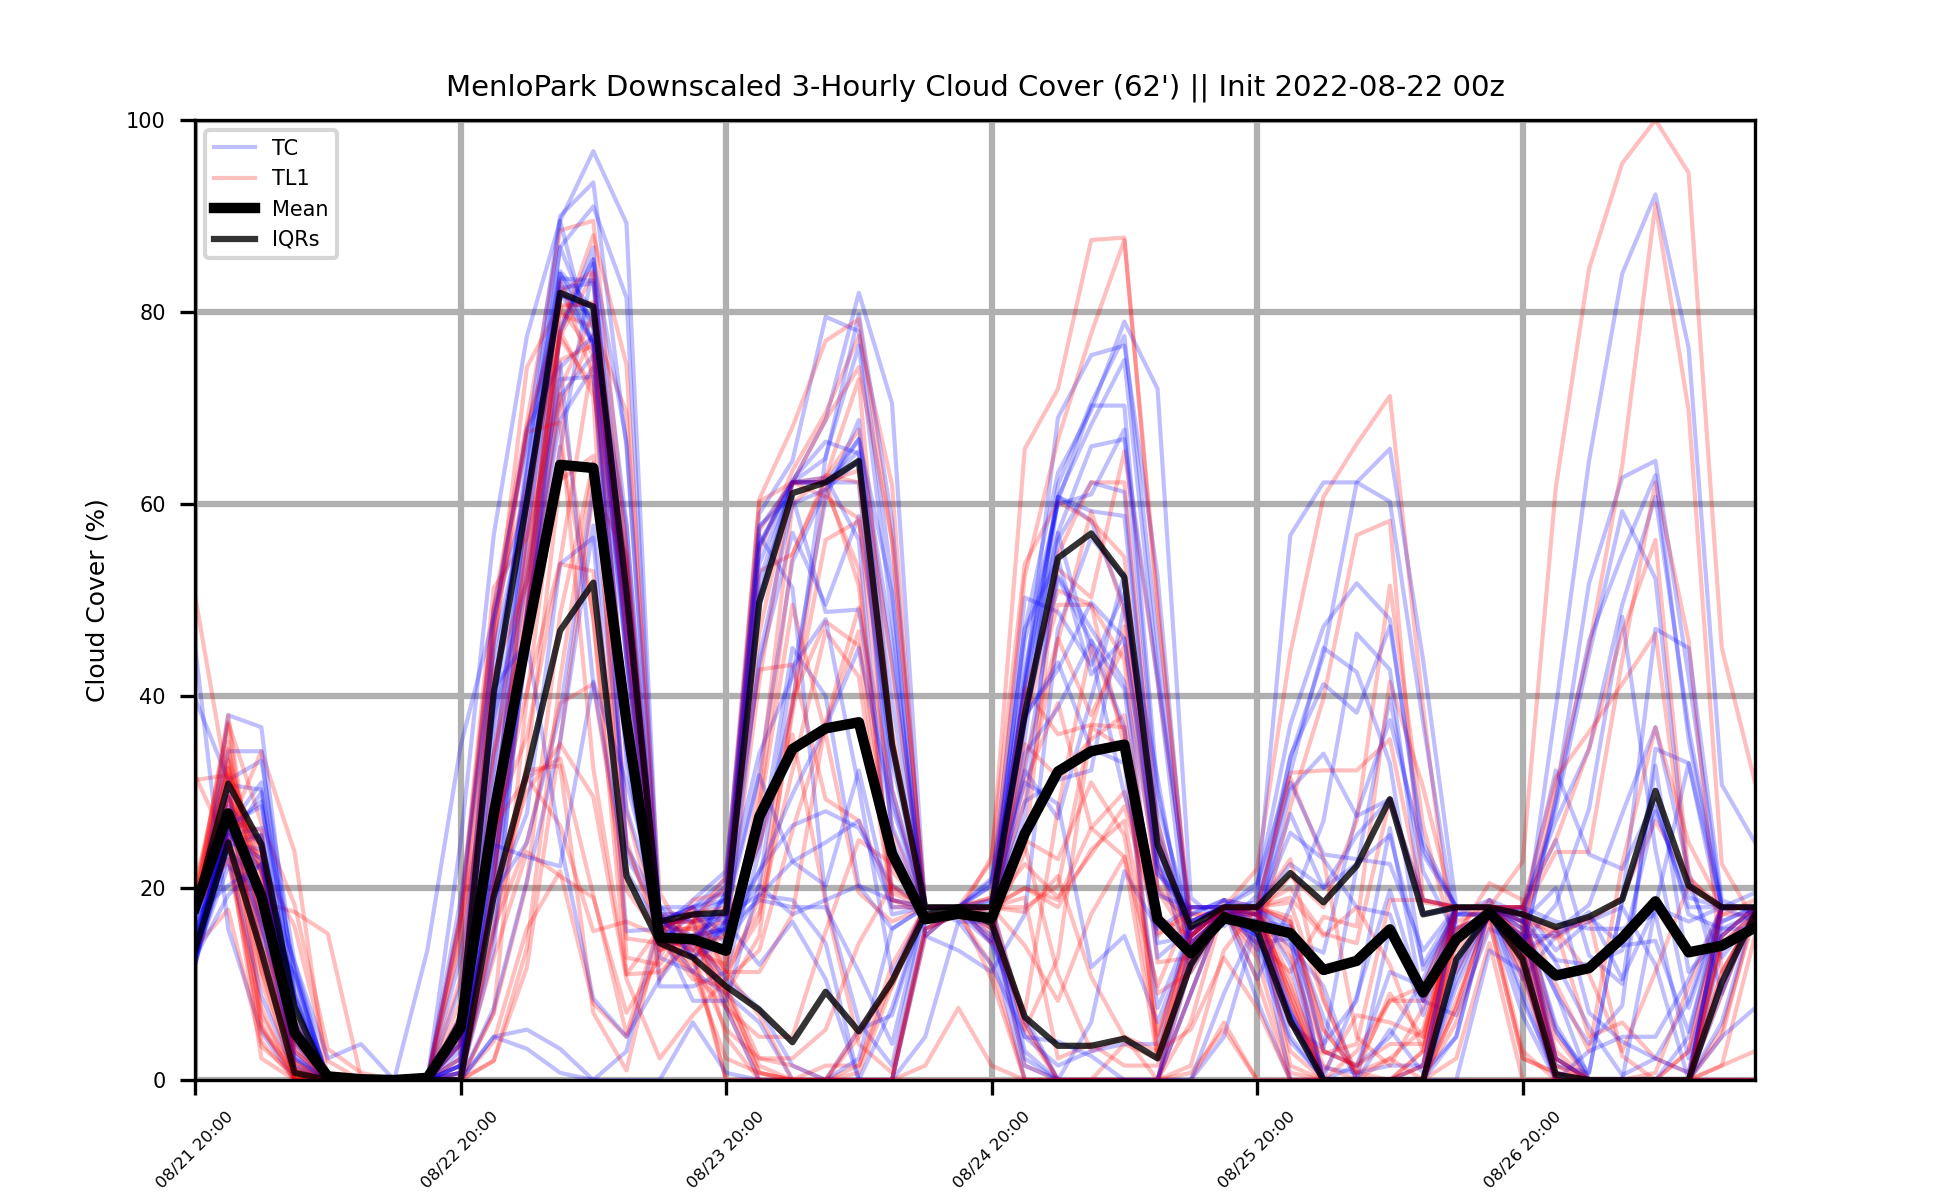 MenloPark Downscaled 3-Hourly Cloud Cover (62') || Init 2022-08-22 00z
100
80
60
40
20
0
Cloud Cover (%)
TC
TL1
Mean
IQRs
08/21 20:00
08/22 20:00
08/23 20:00
08/24 20:00
08/25 20:00
08/26 20:00